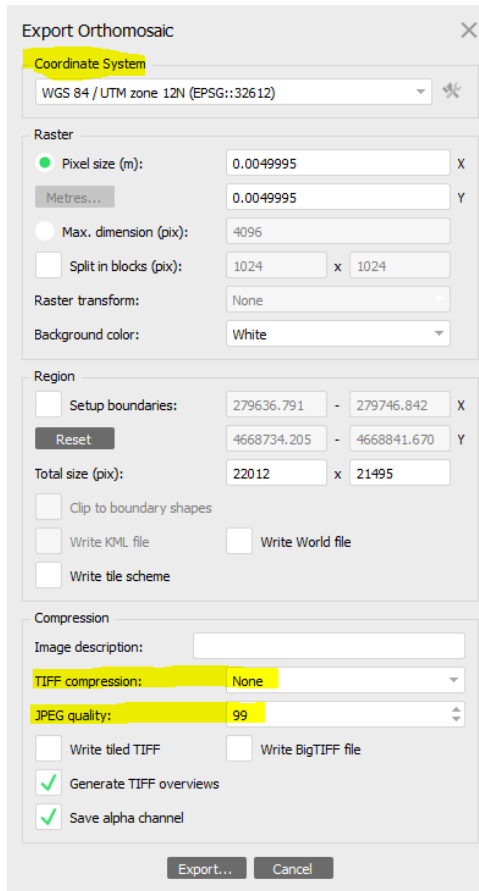 Export Orthomosaic
Coordinate System
WGS 84 / UTM zone 12N (EPSG::32612)
Raster
Pixel size (m): 0.0049995 X
Metres... 0.0049995 Y
Max. dimension (pix): 4096
Split in blocks (pix): 1024 x 1024
Raster transform: None
Background color: White
Region
Setup boundaries: 279636.791 - 279746.842 X
Reset 4668734.205 - 4668841.670 Y
Total size (pix): 22012 x 21495
Clip to boundary shapes
Write KML file Write World file
Write tile scheme
Compression
Image description:
TIFF compression: None
JPEG quality: 99
Write tiled TIFF Write BigTIFF file
Generate TIFF overviews
Save alpha channel
Export... Cancel